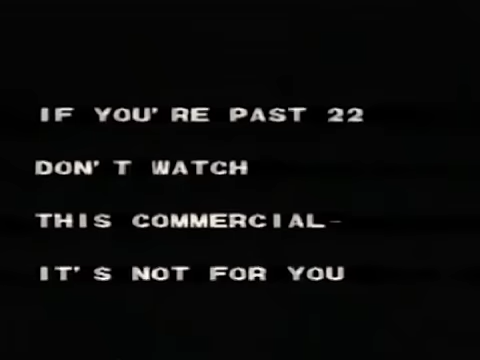 IF YOU'RE PAST 22
DON'T WATCH
THIS COMMERCIAL-
IT'S NOT FOR YOU